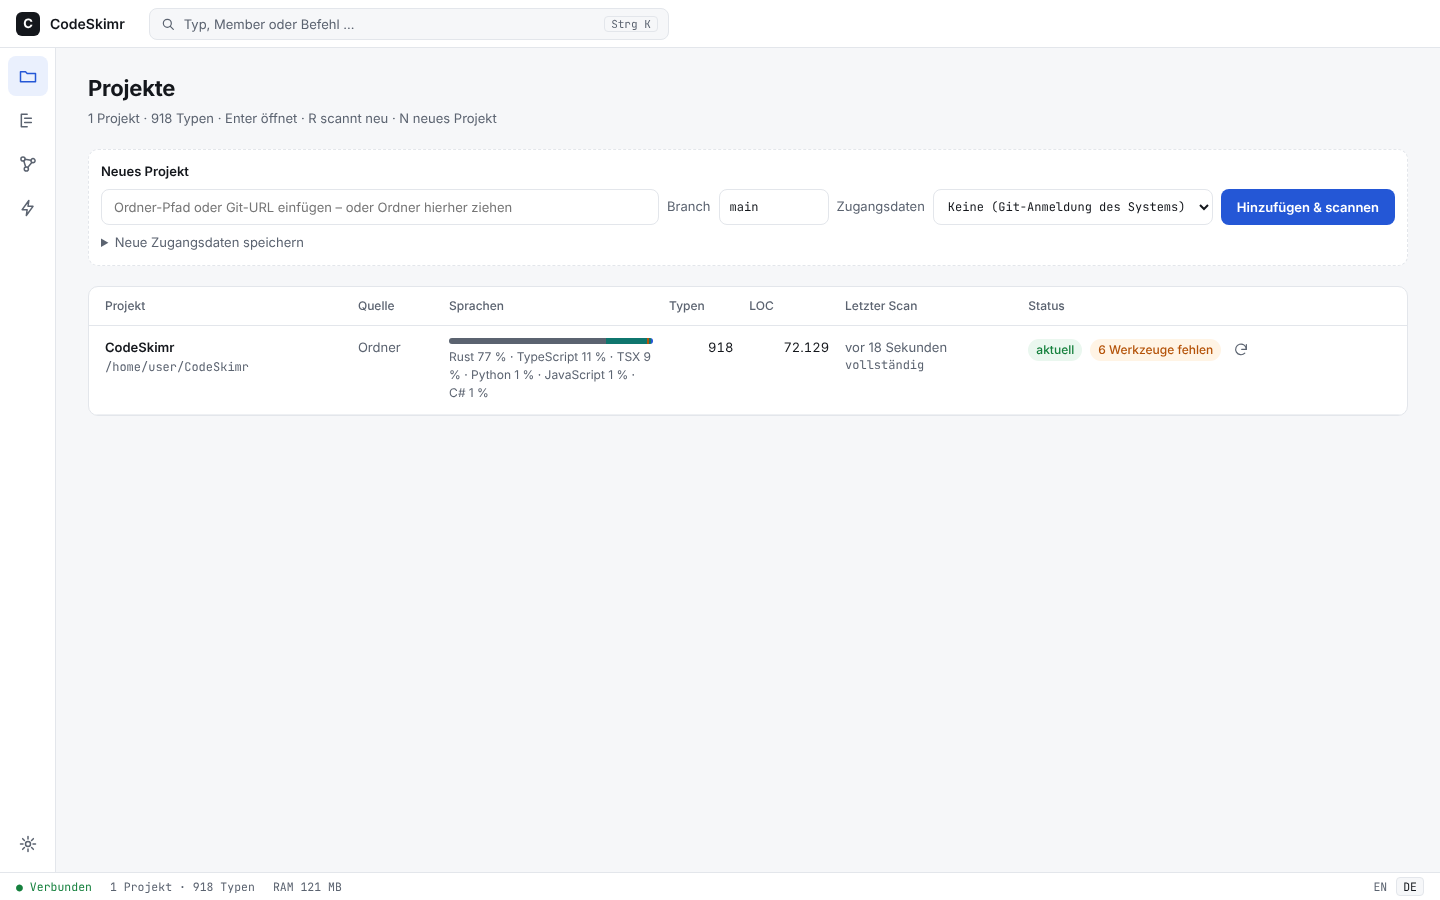 C CodeSkimr
Typ, Member oder Befehl ... Strg K
Projekte
1 Projekt · 918 Typen · Enter öffnet · R scannt neu · N neues Projekt
Neues Projekt
Ordner-Pfad oder Git-URL einfügen – oder Ordner hierher ziehen Branch main Zugangsdaten Keine (Git-Anmeldung des Systems) Hinzufügen & scannen
Neue Zugangsdaten speichern
Projekt Quelle Sprachen Typen LOC Letzter Scan Status
CodeSkimr
/home/user/CodeSkimr
Ordner
Rust 77 % · TypeScript 11 % · TSX 9
% · Python 1 % · JavaScript 1 % ·
C# 1 %
918
72.129
vor 18 Sekunden
vollständig
aktuell 6 Werkzeuge fehlen
Verbunden 1 Projekt · 918 Typen RAM 121 MB EN DE